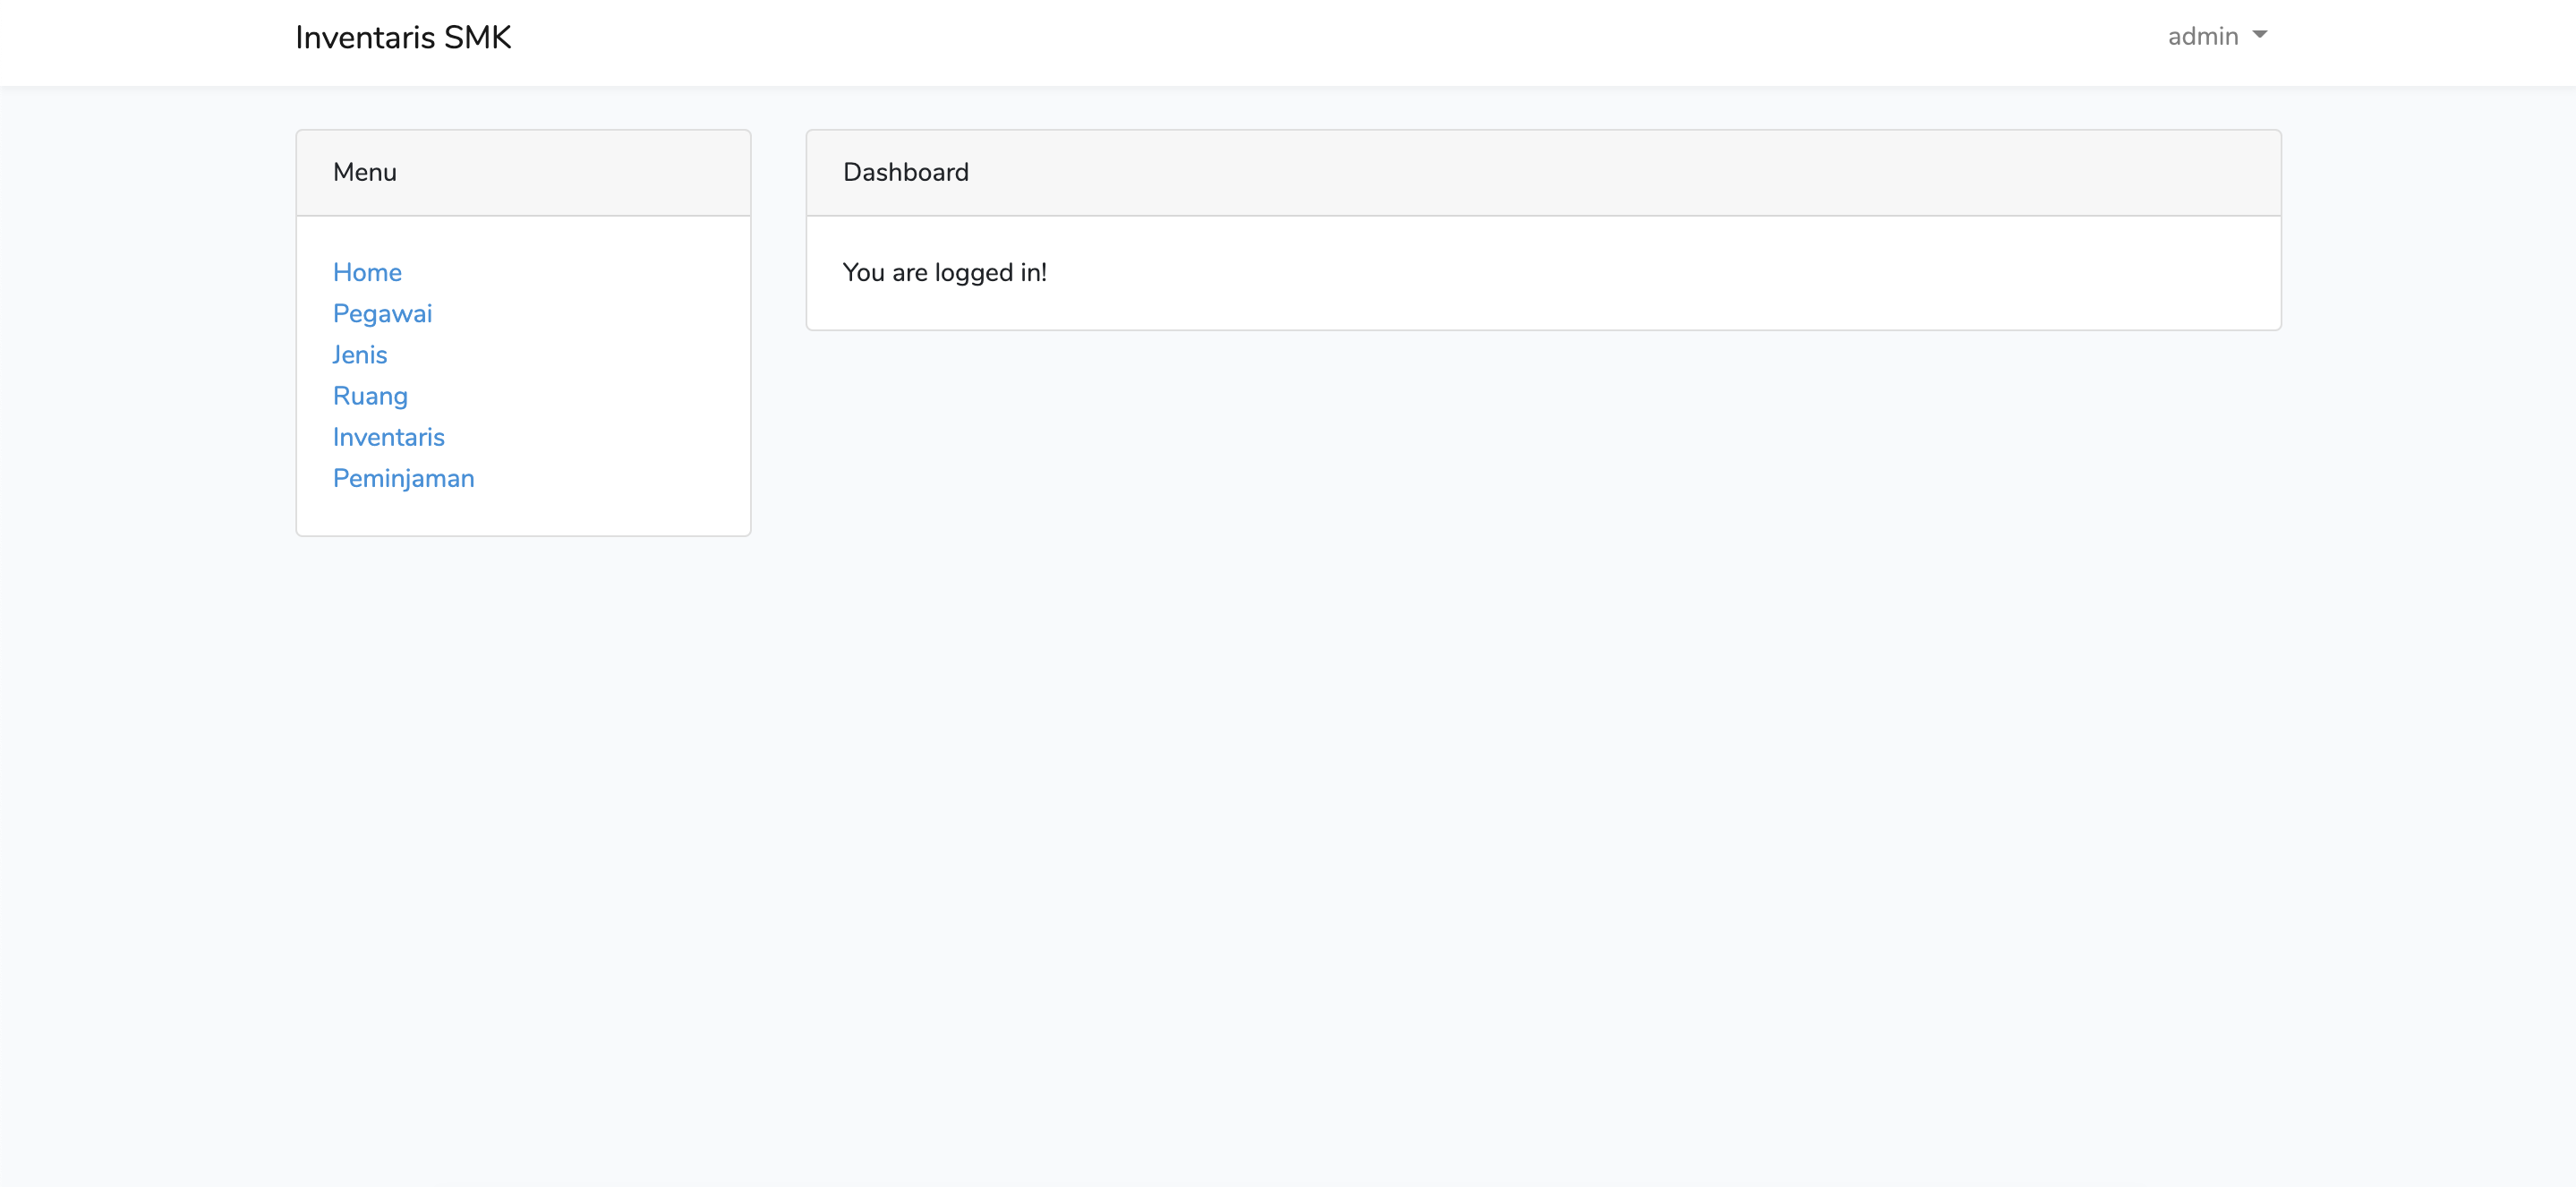 Inventaris SMK
admin
Menu
Home
Pegawai
Jenis
Ruang
Inventaris
Peminjaman
Dashboard
You are logged in!